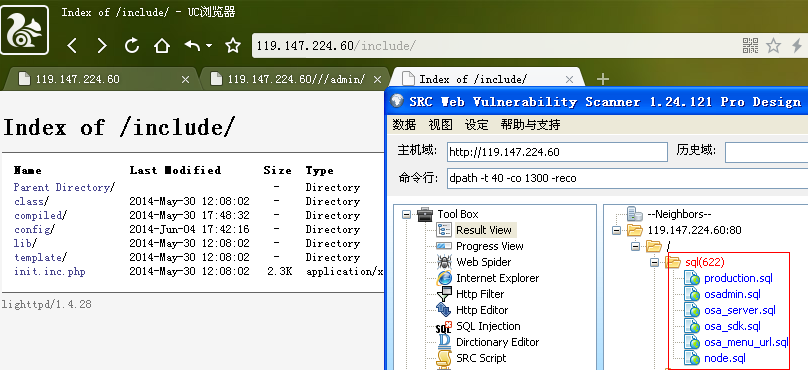 Index of /include/ - UC浏览器
119.147.224.60/include/
119.147.224.60
119.147.224.60///admin/
Index of /include/
Index of /include/
Name Last Modified Size Type
Parent Directory/ - Directory
class/ 2014-May-30 12:08:02 - Directory
compiled/ 2014-May-30 17:48:32 - Directory
config/ 2014-Jun-04 17:42:16 - Directory
lib/ 2014-May-30 12:08:02 - Directory
template/ 2014-May-30 12:08:02 - Directory
init.inc.php 2014-May-30 12:08:02 2.3K application/x
lighttpd/1.4.28
SRC Web Vulnerability Scanner 1.24.121 Pro Design
数据 视图 设定 帮助与支持
主机域: http://119.147.224.60 历史域:
命令行: dpath -t 40 -co 1300 -reco
Tool Box
Result View
Progress View
Web Spider
Internet Explorer
Http Filter
Http Editor
SQL Injection
Dirctionary Editor
SRC Script
--Neighbors--
119.147.224.60:80
/
sql(622)
production.sql
osadmin.sql
osa_server.sql
osa_sdk.sql
osa_menu_url.sql
node.sql